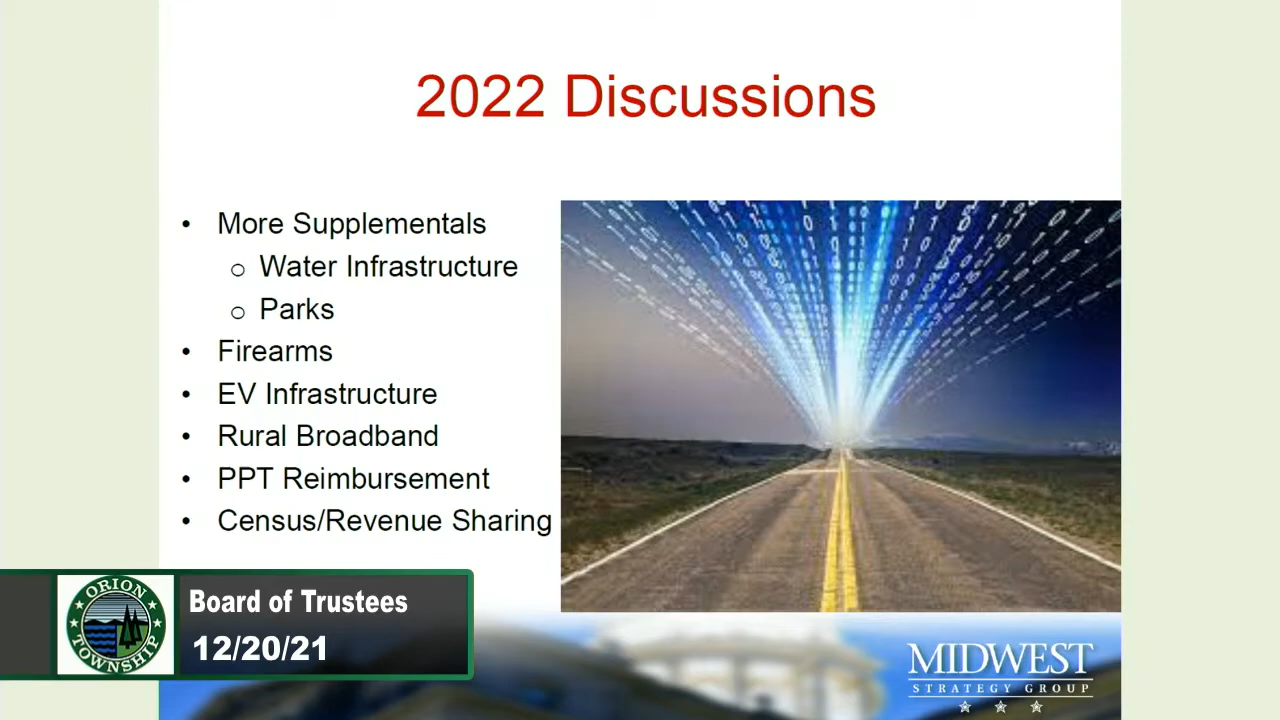 2022 Discussions
• More Supplementals
o Water Infrastructure
o Parks
• Firearms
• EV Infrastructure
• Rural Broadband
• PPT Reimbursement
• Census/Revenue Sharing
ORION TOWNSHIP
Board of Trustees
12/20/21
MIDWEST
STRATEGY GROUP